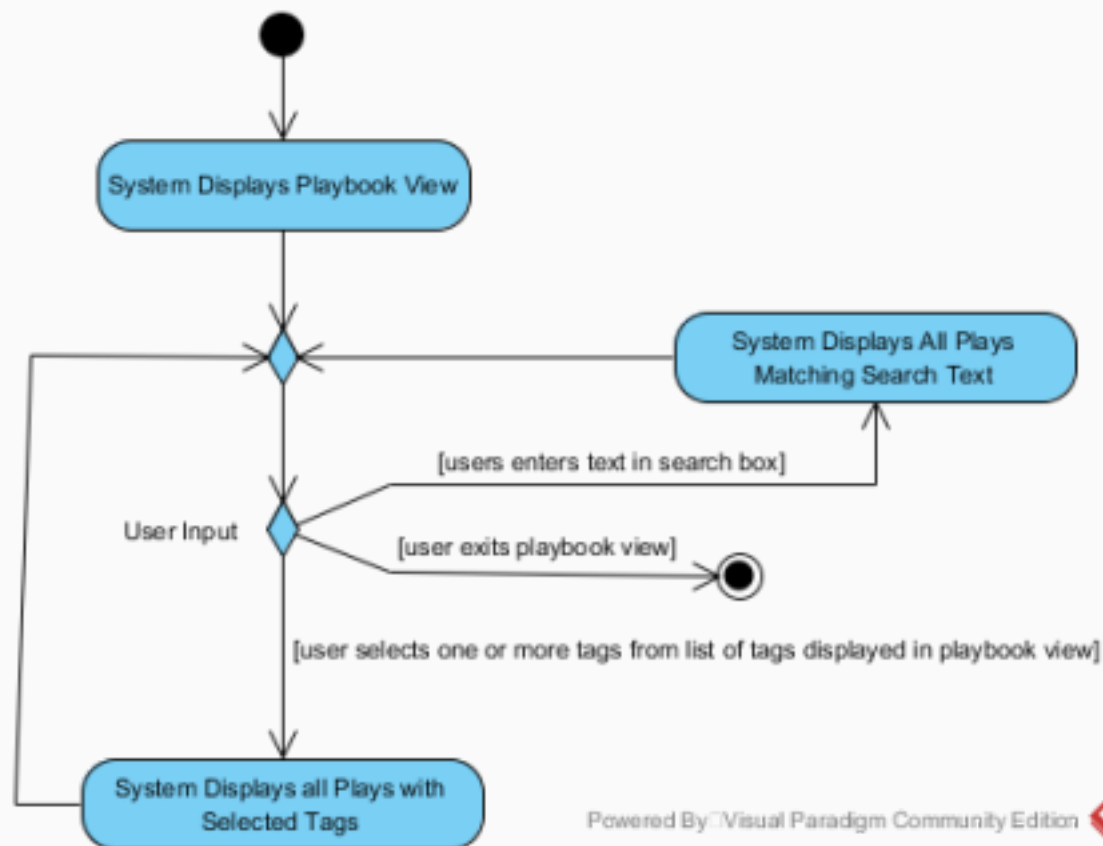 System Displays Playbook View
System Displays All Plays
Matching Search Text
[users enters text in search box]
User Input
[user exits playbook view]
[user selects one or more tags from list of tags displayed in playbook view]
System Displays all Plays with
Selected Tags
Powered By Visual Paradigm Community Edition